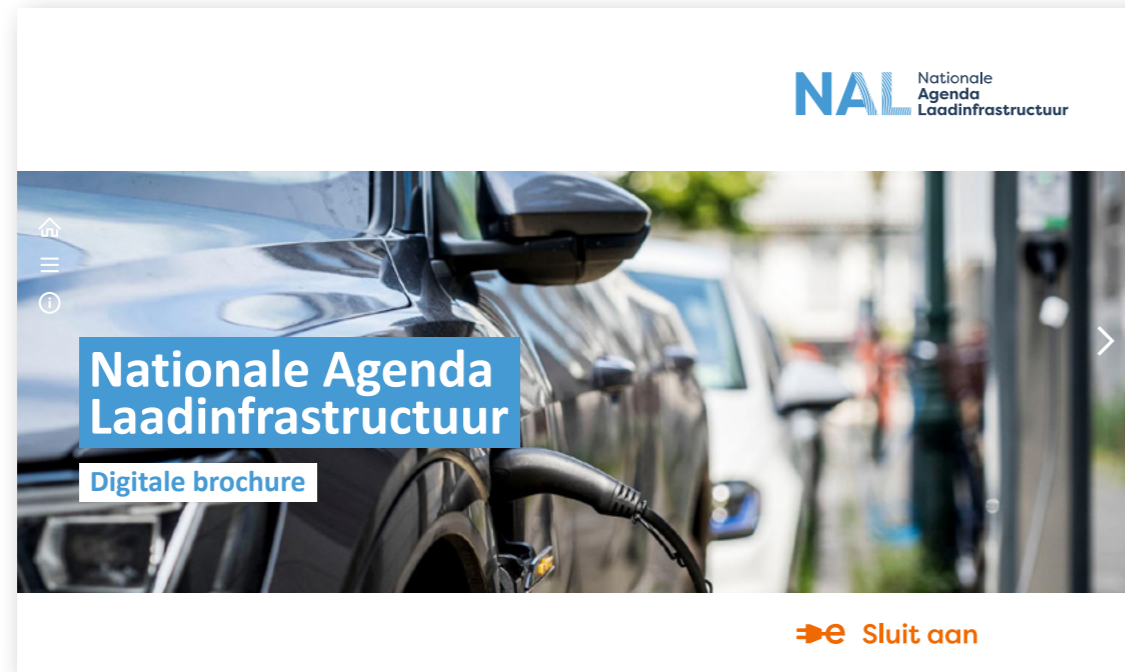 NAL
Nationale
Agenda
Laadinfrastructuur
Nationale Agenda
Laadinfrastructuur
Digitale brochure
Sluit aan